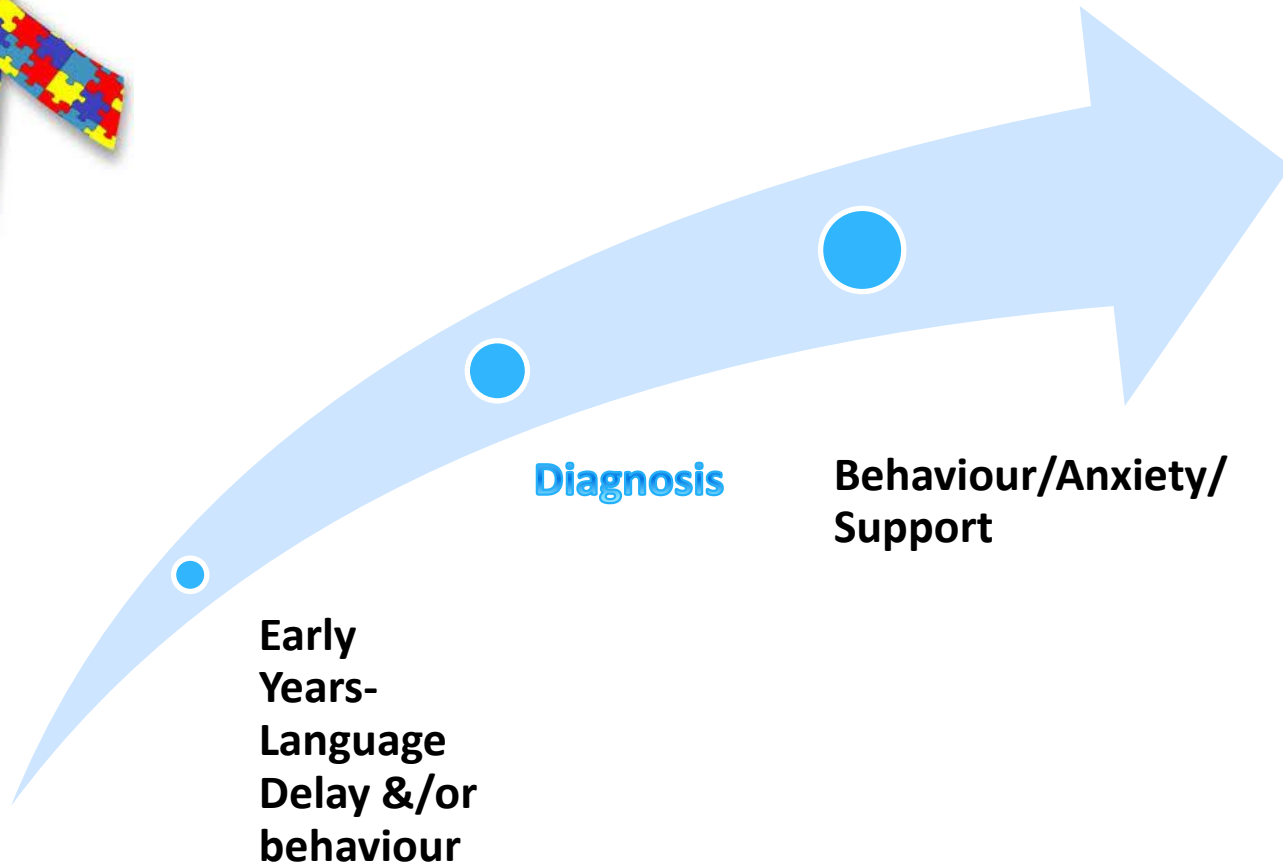 Diagnosis
Behaviour/Anxiety/
Support
Early
Years-
Language
Delay &/or
behaviour